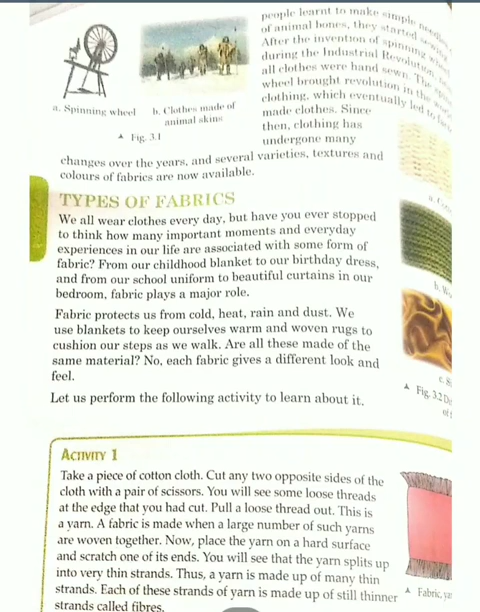 people learnt to make simple
of animal bones, they started
After the invention of spinning
during the Industrial Revolution,
all clothes were hand sewn. The
wheel brought revolution in the
clothing, which eventually led to
made clothes. Since
then, clothing has
undergone many
a. Spinning wheel
b. Clothes made of
animal skins
▲ Fig. 3.1
changes over the years, and several varieties, textures and
colours of fabrics are now available.
TYPES OF FABRICS
We all wear clothes every day, but have you ever stopped
to think how many important moments and everyday
experiences in our life are associated with some form of
fabric? From our childhood blanket to our birthday dress,
and from our school uniform to beautiful curtains in our
bedroom, fabric plays a major role.
Fabric protects us from cold, heat, rain and dust. We
use blankets to keep ourselves warm and woven rugs to
cushion our steps as we walk. Are all these made of the
same material? No, each fabric gives a different look and
feel.
Let us perform the following activity to learn about it.
a.
b.
c.
▲ Fig. 3.2
of
ACTIVITY 1
Take a piece of cotton cloth. Cut any two opposite sides of the
cloth with a pair of scissors. You will see some loose threads
at the edge that you had cut. Pull a loose thread out. This is
a yarn. A fabric is made when a large number of such yarns
are woven together. Now, place the yarn on a hard surface
and scratch one of its ends. You will see that the yarn splits up
into very thin strands. Thus, a yarn is made up of many thin
strands. Each of these strands of yarn is made of still thinner
strands called fibres.
▲ Fabric,